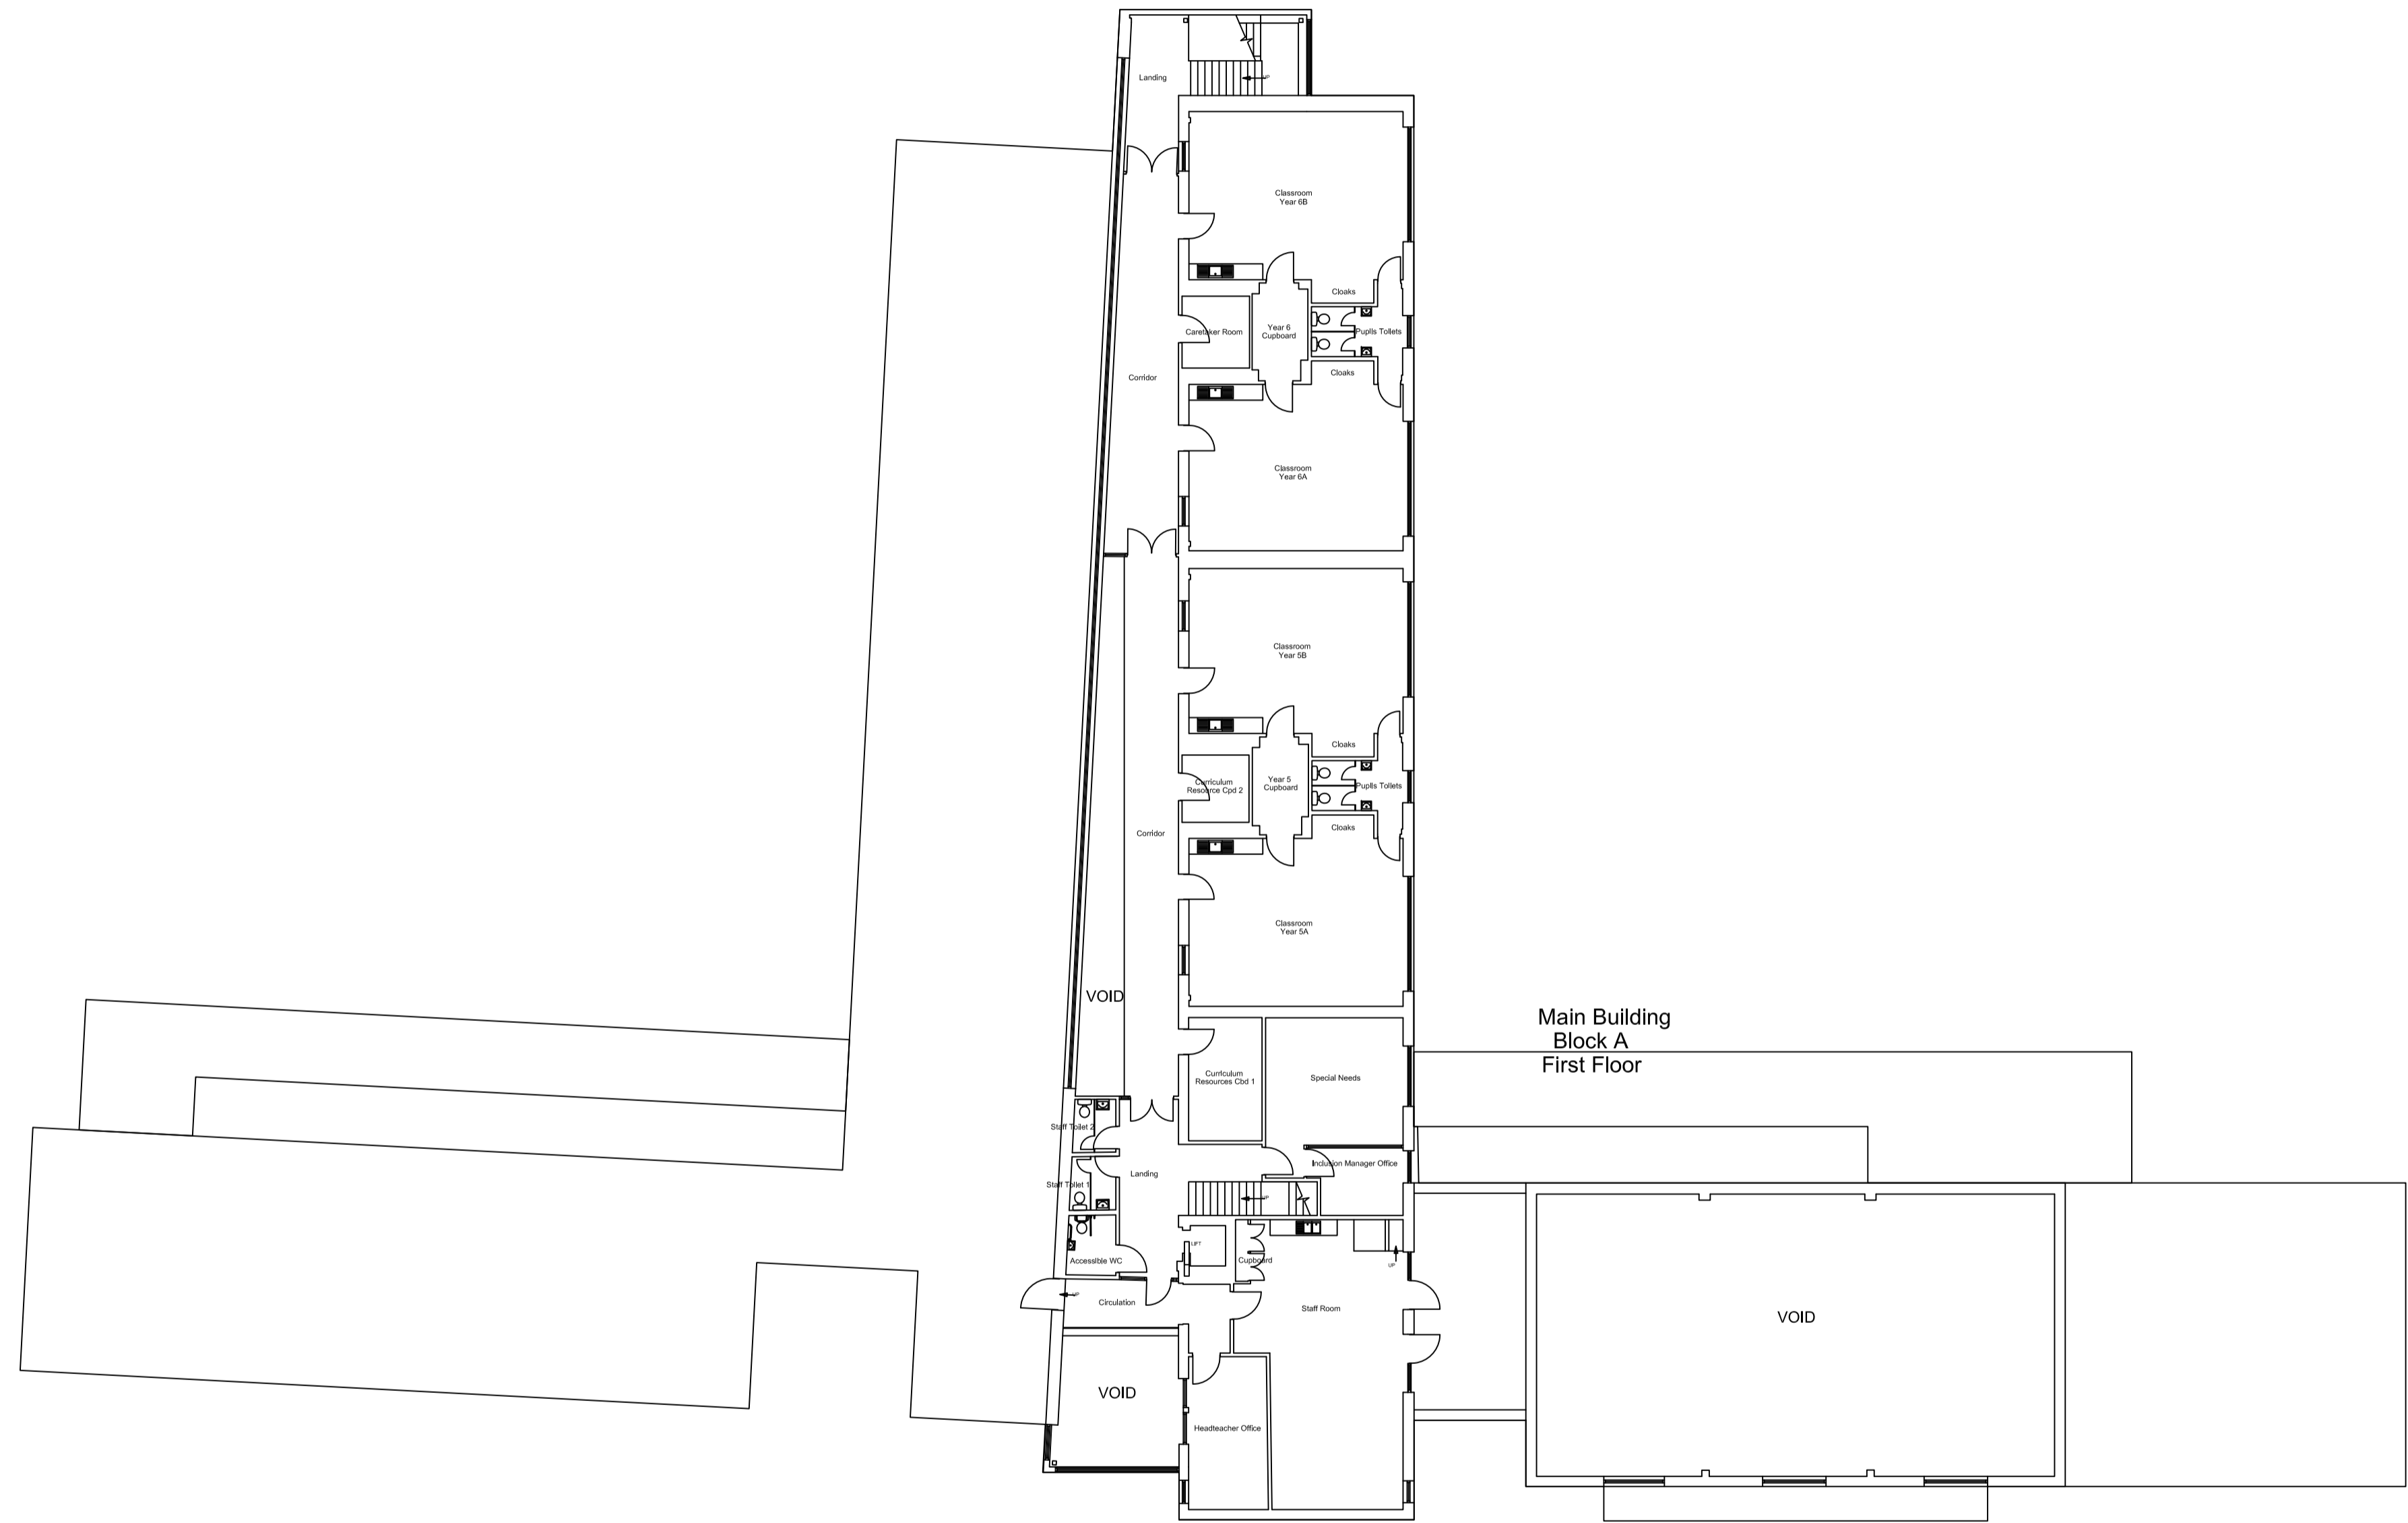 Landing
UP
Classroom
Year 6B
Cloaks
Caretaker Room
Year 6
Cupboard
Pupils Toilets
Cloaks
Corridor
Classroom
Year 6A
Classroom
Year 5B
Cloaks
Curriculum
Resource Cpd 2
Year 5
Cupboard
Pupils Toilets
Cloaks
Corridor
Classroom
Year 5A
VOID
Main Building
Block A
First Floor
Curriculum
Resources Cbd 1
Special Needs
Staff Toilet 2
Inclusion Manager Office
Landing
Staff Toilet 1
UP
LIFT
Accessible WC
Cupboard
UP
UP
Circulation
Staff Room
VOID
VOID
Headteacher Office